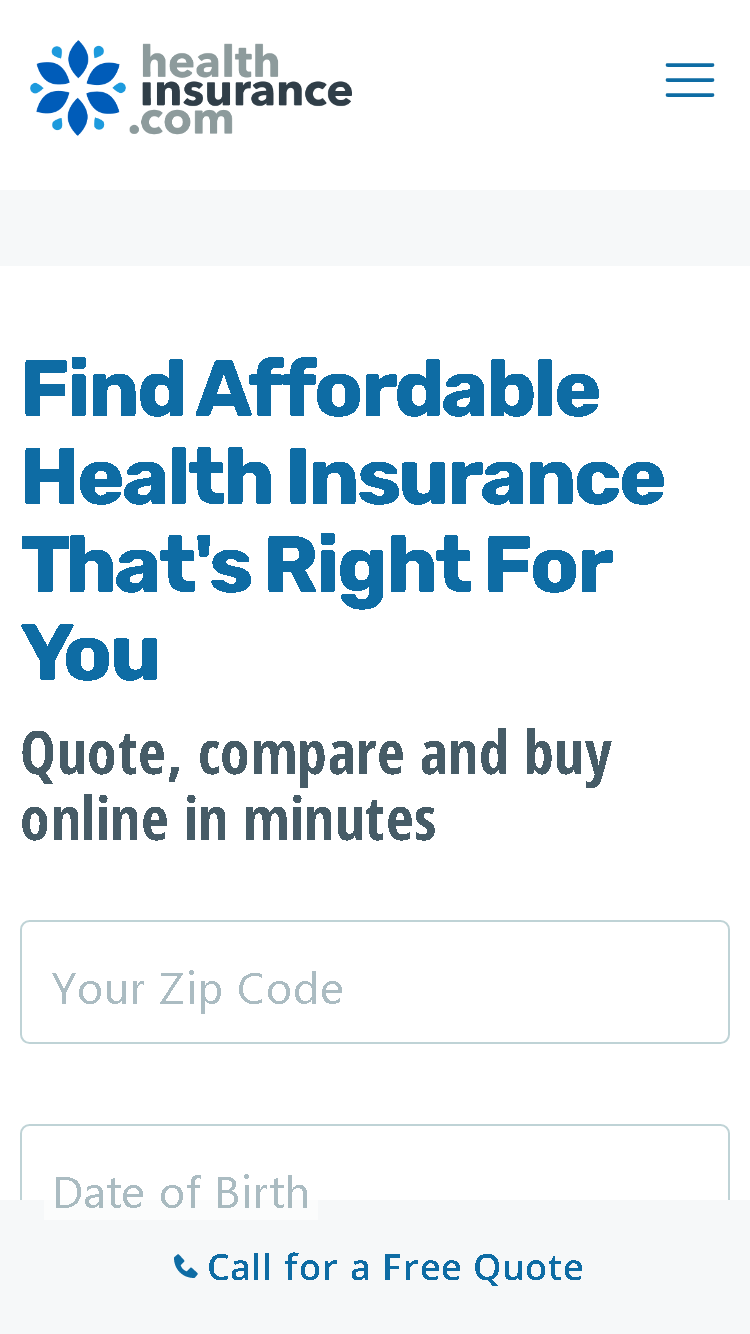 health
insurance
.com
Find Affordable
Health Insurance
That's Right For
You
Quote, compare and buy
online in minutes
Your Zip Code
Date of Birth
Call for a Free Quote